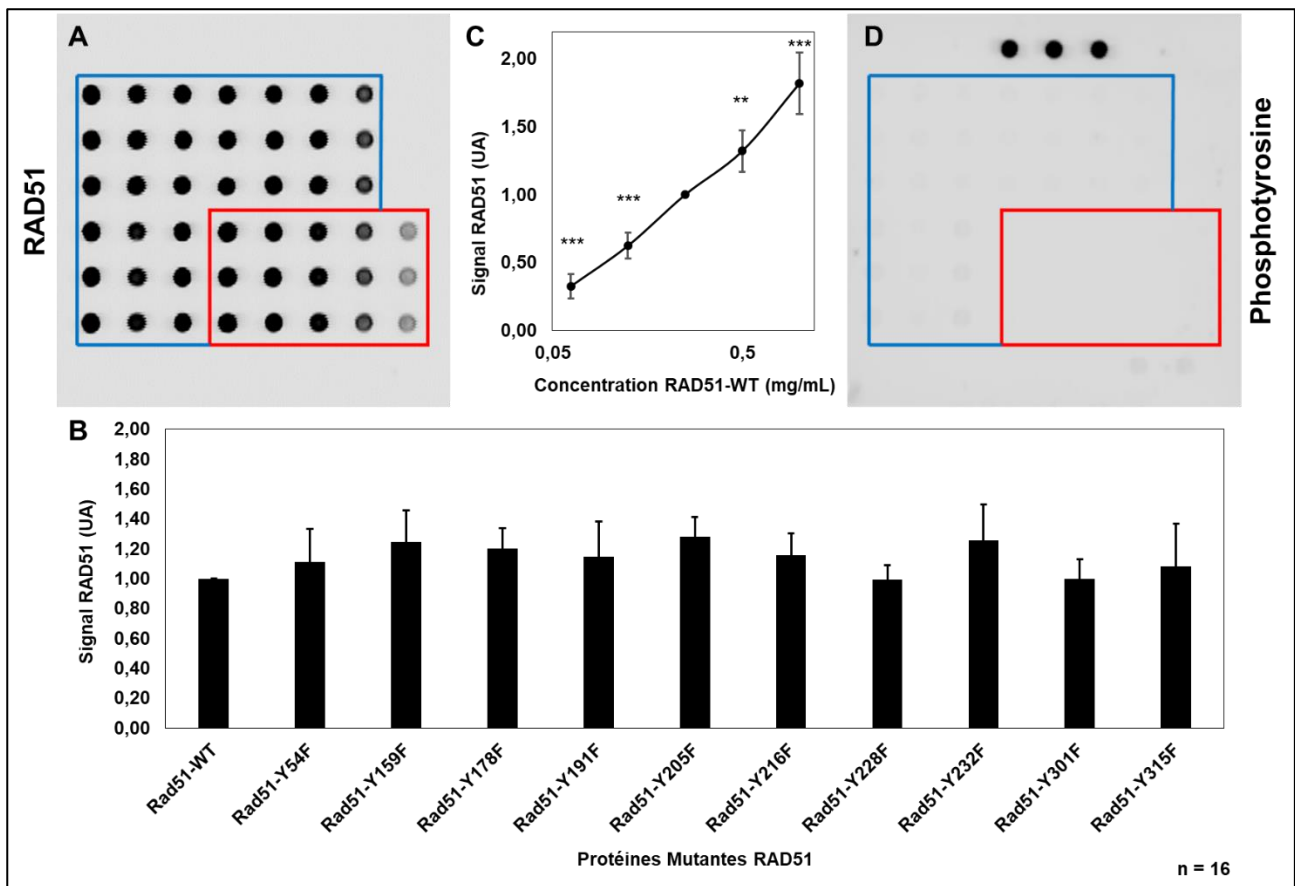 A
RAD51
C
Signal RAD51 (UA)
2,00
1,50
1,00
0,50
0,00
***
***
**
***
0,05
0,5
Concentration RAD51-WT (mg/mL)
D
Phosphotyrosine
B
Signal RAD51 (UA)
2,00
1,80
1,60
1,40
1,20
1,00
0,80
0,60
0,40
0,20
0,00
Rad51-WT
Rad51-Y54F
Rad51-Y159F
Rad51-Y178F
Rad51-Y191F
Rad51-Y205F
Rad51-Y216F
Rad51-Y228F
Rad51-Y232F
Rad51-Y301F
Rad51-Y315F
Protéines Mutantes RAD51
n = 16